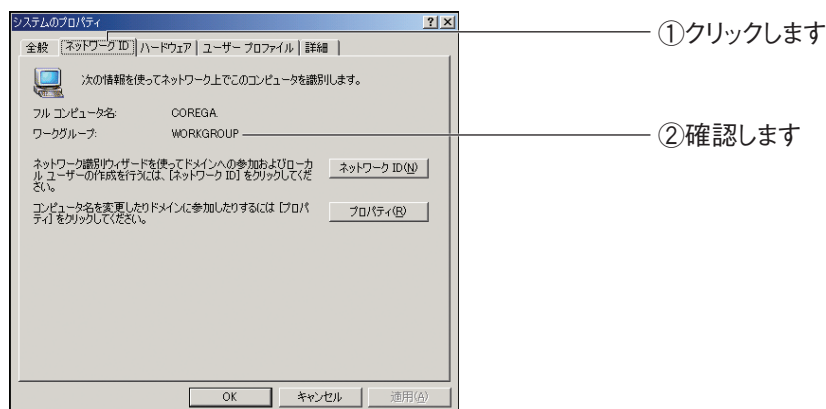 システムのプロパティ
全般 ネットワーク ID ハードウェア ユーザー プロファイル 詳細
①クリックします
次の情報を使ってネットワーク上でこのコンピュータを識別します。
フル コンピュータ名: COREGA.
ワークグループ: WORKGROUP
②確認します
ネットワーク識別ウィザードを使ってドメインへの参加およびローカ
ル ユーザーの作成を行うには、[ネットワーク ID] をクリックしてくだ
さい。
ネットワーク ID(N)
コンピュータ名を変更したりドメインに参加したりするには [プロパ
ティ] をクリックしてください。
プロパティ(R)
OK キャンセル 適用(A)